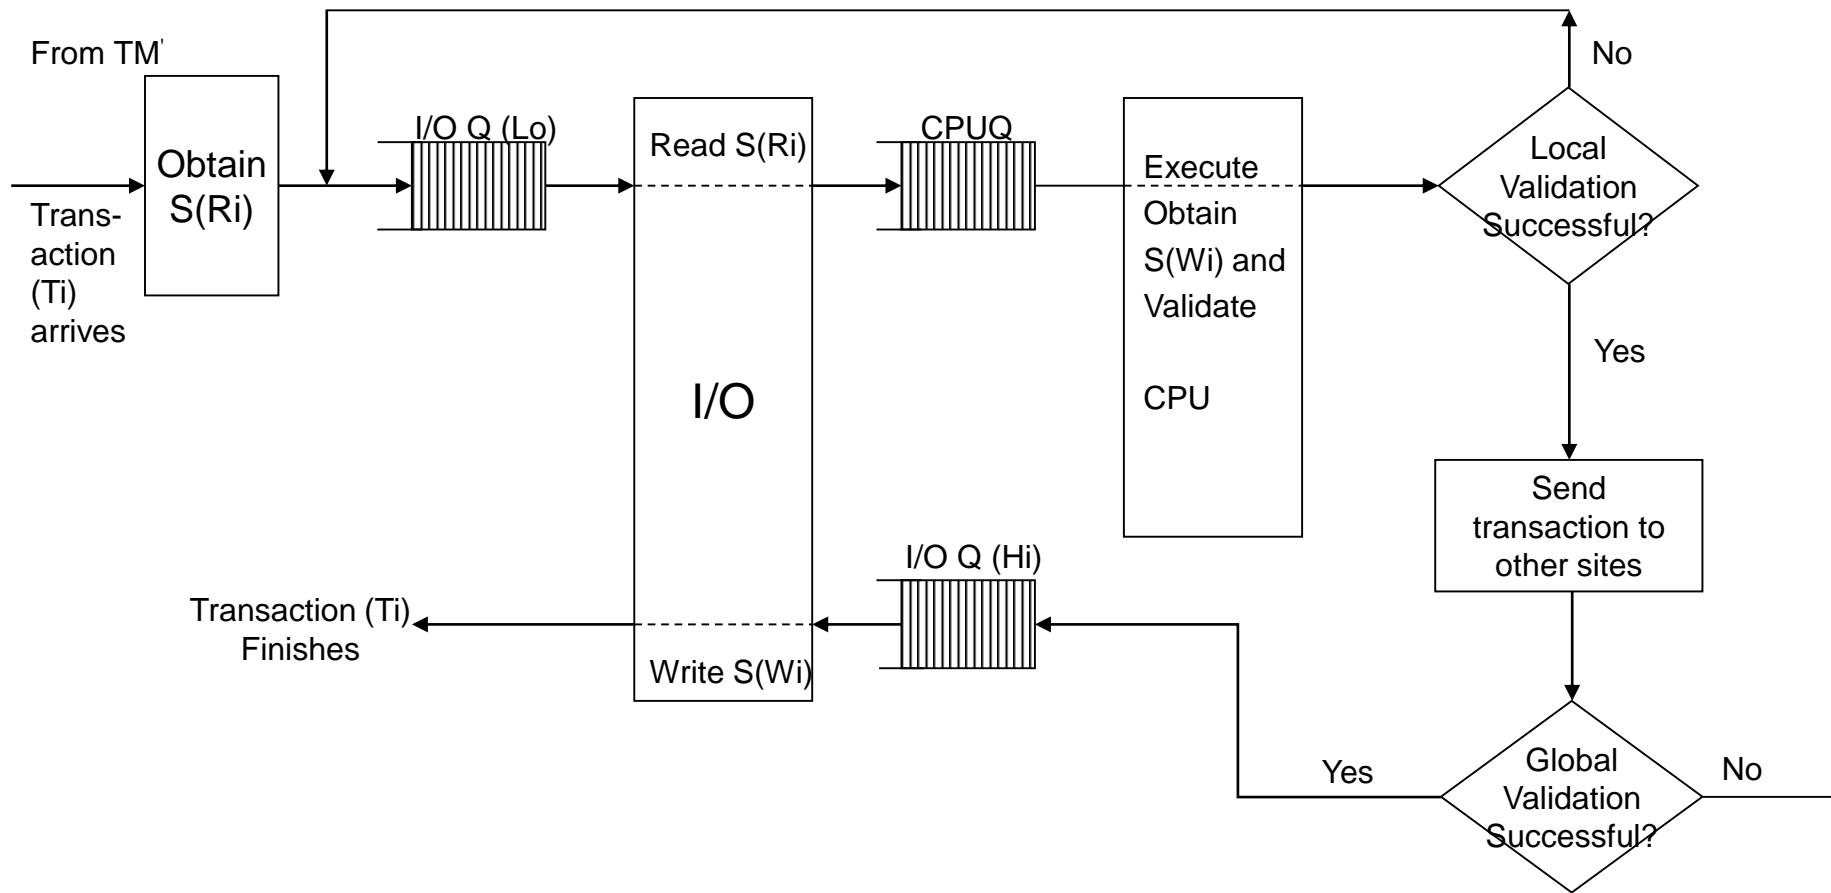 From TM'
No
I/O Q (Lo)
CPUQ
Read S(Ri)
Obtain
S(Ri)
Execute
Obtain
S(Wi) and
Validate
CPU
Local
Validation
Successful?
Trans-
action
(Ti)
arrives
Yes
I/O
Send
transaction to
other sites
I/O Q (Hi)
Transaction (Ti)
Finishes
Write S(Wi)
Yes
Global
Validation
Successful?
No